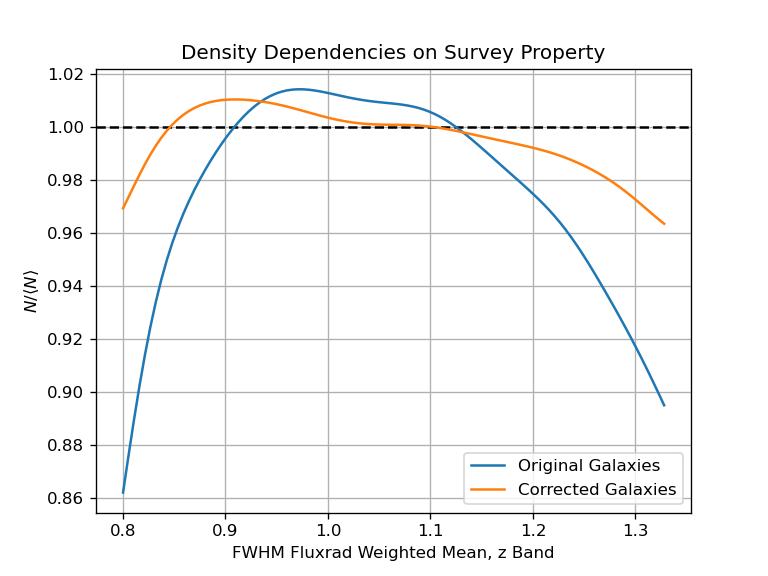 Density Dependencies on Survey Property
1.02
1.00
0.98
0.96
0.94
0.92
0.90
0.88
0.86
N/⟨N⟩
0.8 0.9 1.0 1.1 1.2 1.3
FWHM Fluxrad Weighted Mean, z Band
Original Galaxies
Corrected Galaxies